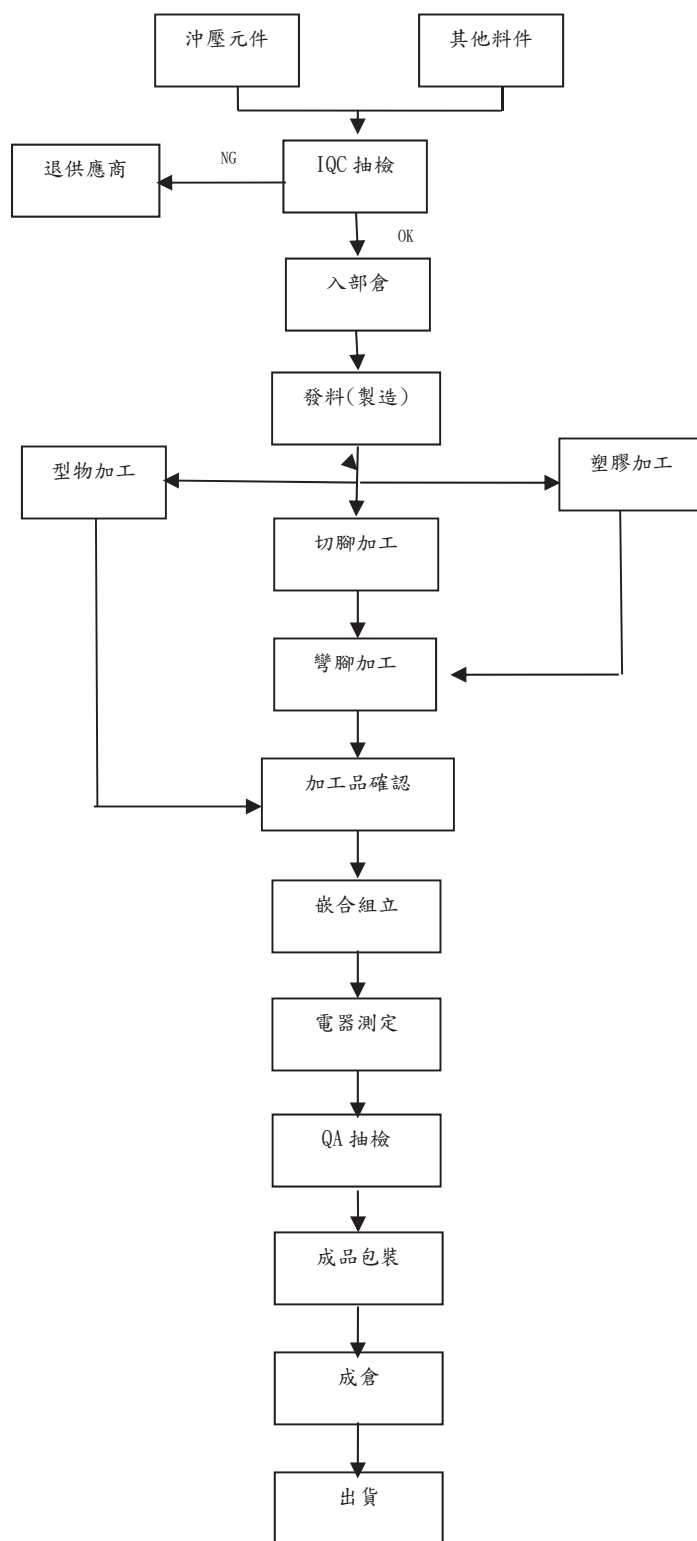 沖壓元件
其他料件
退供應商
NG
IQC 抽檢
OK
入部倉
發料(製造)
型物加工
塑膠加工
切腳加工
彎腳加工
加工品確認
嵌合組立
電器測定
QA 抽檢
成品包裝
成倉
出貨